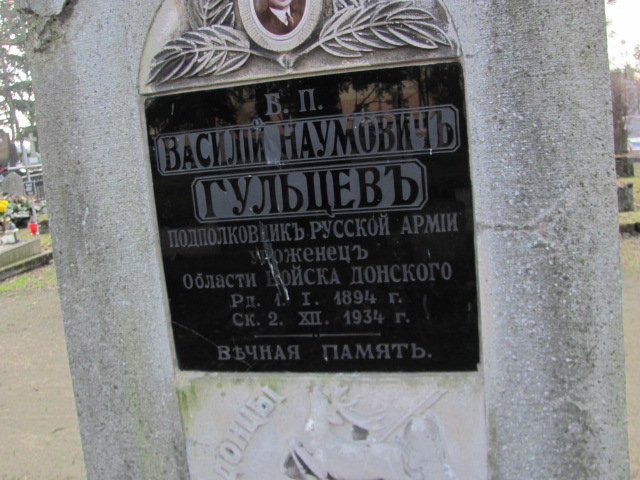 Б. П.
ВАСИЛІЙ НАУМОВИЧЪ
ГУЛЬЦЕВЪ
ПОДПОЛКОВНИКЪ РУССКОЙ АРМІИ
УРОЖЕНЕЦЪ
ОБЛАСТИ ВОЙСКА ДОНСКОГО
РД. 1. I. 1894 Г.
СК. 2. XII. 1934 Г.
ВѢЧНАЯ ПАМЯТЬ.
ДОНЦЫ